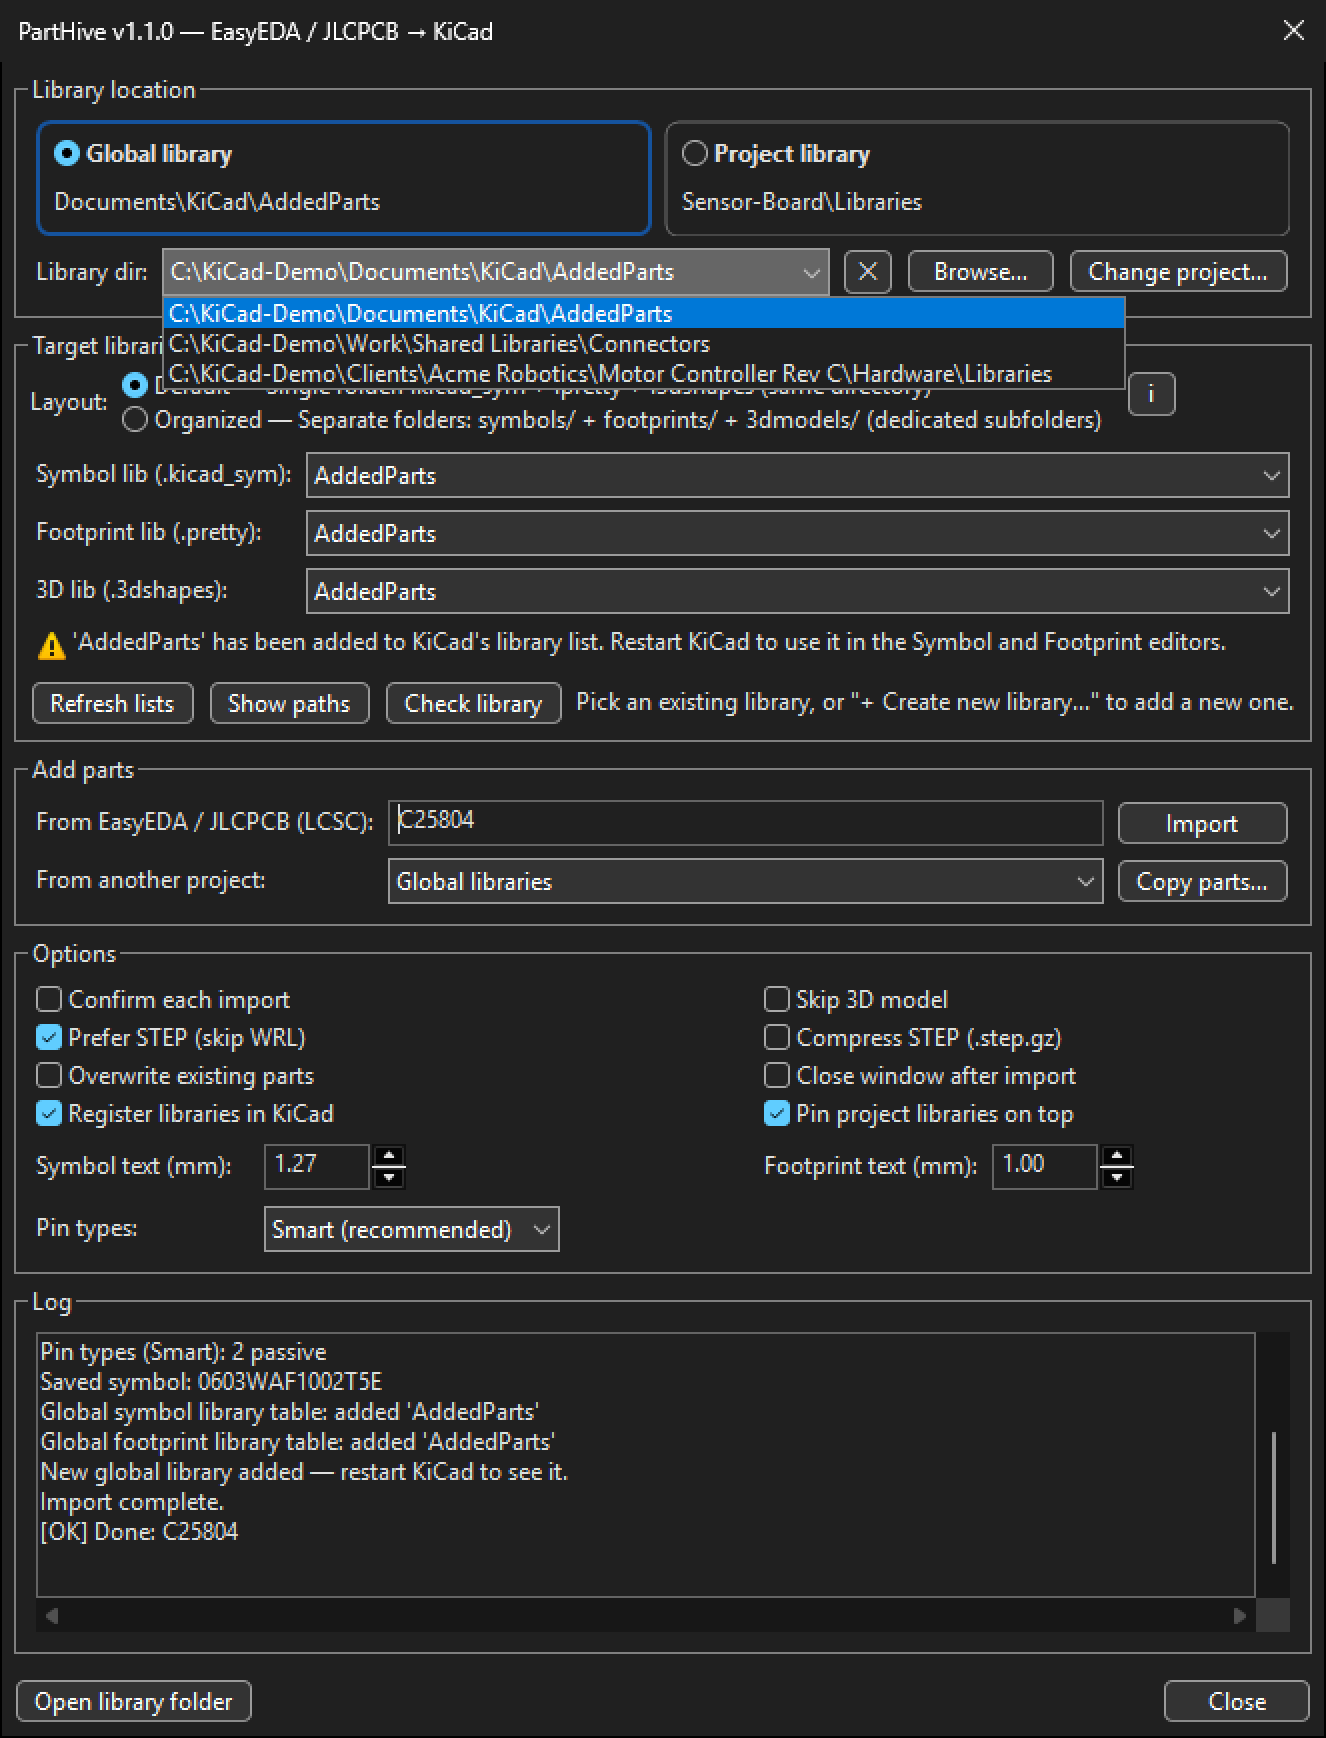 PartHive v1.1.0 — EasyEDA / JLCPCB → KiCad
Library location
Global library
Documents\KiCad\AddedParts
Project library
Sensor-Board\Libraries
Library dir:
C:\KiCad-Demo\Documents\KiCad\AddedParts
Browse...
Change project...
C:\KiCad-Demo\Documents\KiCad\AddedParts
C:\KiCad-Demo\Work\Shared Libraries\Connectors
C:\KiCad-Demo\Clients\Acme Robotics\Motor Controller Rev C\Hardware\Libraries
Target librari
Layout:
i
Organized — Separate folders: symbols/ + footprints/ + 3dmodels/ (dedicated subfolders)
Symbol lib (.kicad_sym):
AddedParts
Footprint lib (.pretty):
AddedParts
3D lib (.3dshapes):
AddedParts
'AddedParts' has been added to KiCad's library list. Restart KiCad to use it in the Symbol and Footprint editors.
Refresh lists
Show paths
Check library
Pick an existing library, or "+ Create new library..." to add a new one.
Add parts
From EasyEDA / JLCPCB (LCSC):
C25804
Import
From another project:
Global libraries
Copy parts...
Options
Confirm each import
Skip 3D model
Prefer STEP (skip WRL)
Compress STEP (.step.gz)
Overwrite existing parts
Close window after import
Register libraries in KiCad
Pin project libraries on top
Symbol text (mm):
1.27
Footprint text (mm):
1.00
Pin types:
Smart (recommended)
Log
Pin types (Smart): 2 passive
Saved symbol: 0603WAF1002T5E
Global symbol library table: added 'AddedParts'
Global footprint library table: added 'AddedParts'
New global library added — restart KiCad to see it.
Import complete.
[OK] Done: C25804
Open library folder
Close